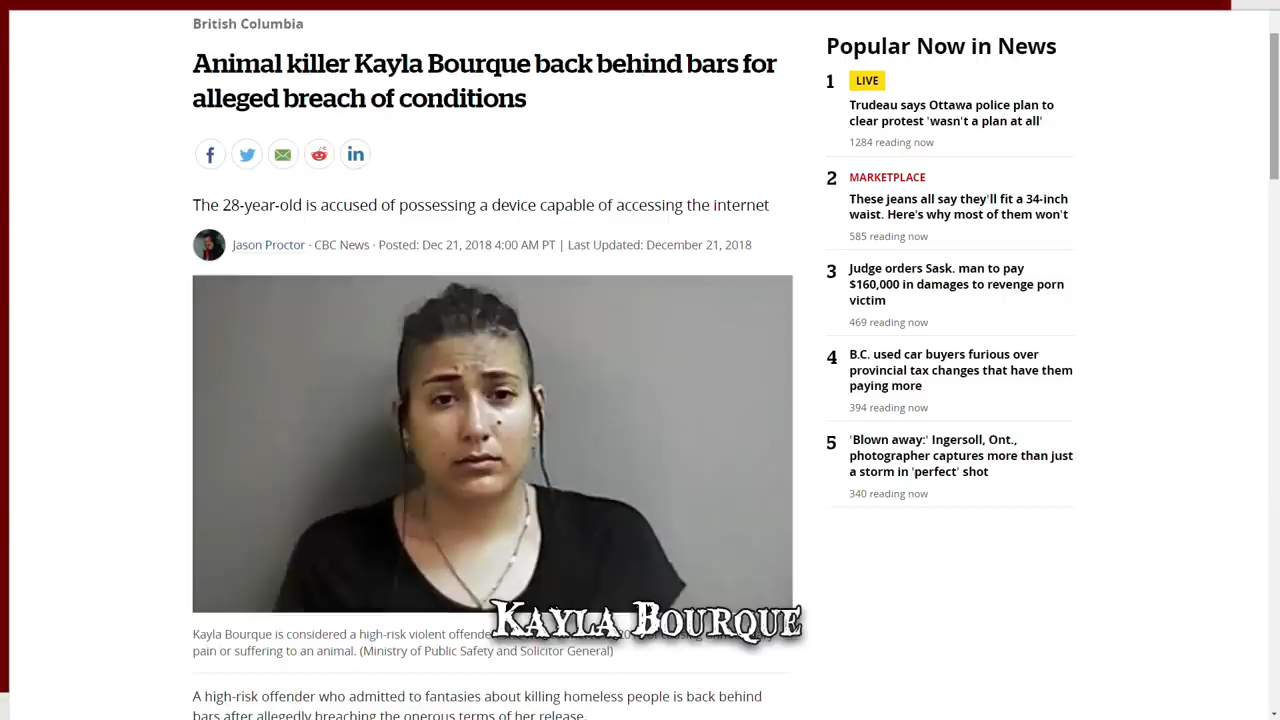 British Columbia
Animal killer Kayla Bourque back behind bars for
alleged breach of conditions
The 28-year-old is accused of possessing a device capable of accessing the internet
Jason Proctor · CBC News · Posted: Dec 21, 2018 4:00 AM PT | Last Updated: December 21, 2018
Kayla Bourque is considered a high-risk violent
KAYLA BOURQUE
pain or suffering to an animal. (Ministry of Public Safety and Solicitor General)
A high-risk offender who admitted to fantasies about killing homeless people is back behind
bars after allegedly breaching the onerous terms of her release.
Popular Now in News
1 LIVE
Trudeau says Ottawa police plan to
clear protest 'wasn't a plan at all'
1284 reading now
2 MARKETPLACE
These jeans all say they'll fit a 34-inch
waist. Here's why most of them won't
585 reading now
3 Judge orders Sask. man to pay
$160,000 in damages to revenge porn
victim
469 reading now
4 B.C. used car buyers furious over
provincial tax changes that have them
paying more
394 reading now
5 'Blown away:' Ingersoll, Ont.,
photographer captures more than just
a storm in 'perfect' shot
340 reading now